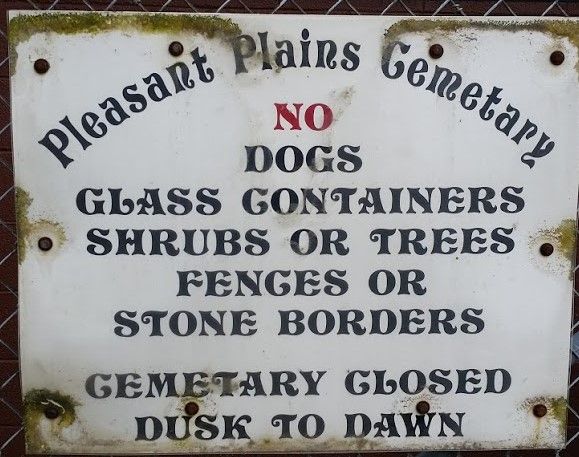 Pleasant Plains Cemetary
NO
DOGS
GLASS CONTAINERS
SHRUBS OR TREES
FENCES OR
STONE BORDERS
CEMETARY CLOSED
DUSK TO DAWN